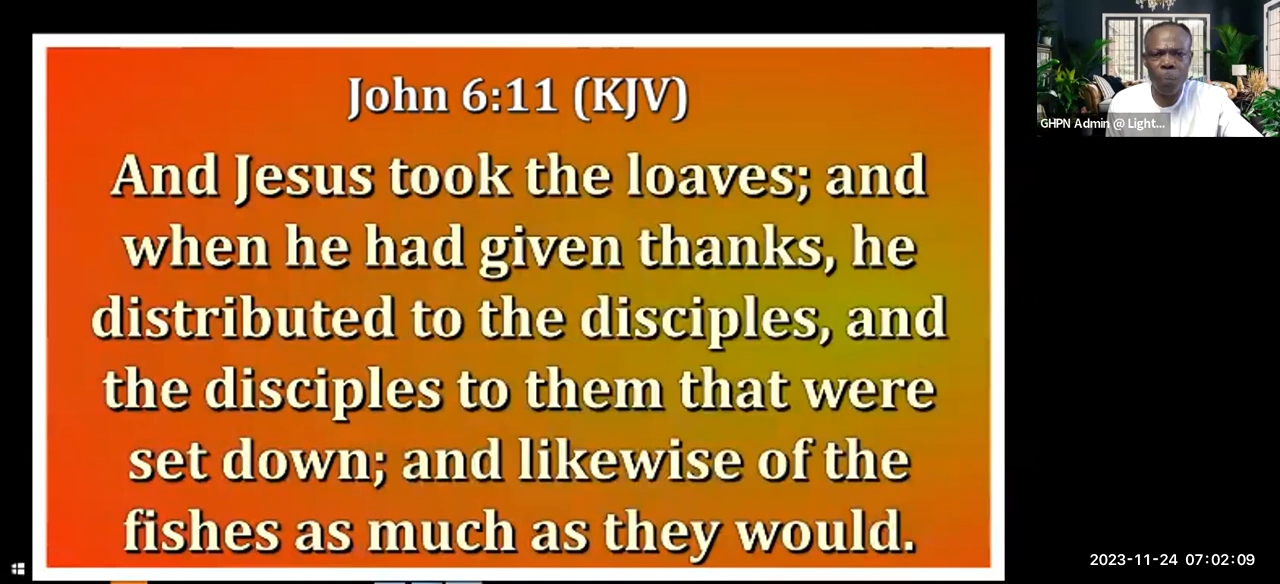 John 6:11 (KJV)
And Jesus took the loaves; and
when he had given thanks, he
distributed to the disciples, and
the disciples to them that were
set down; and likewise of the
fishes as much as they would.
GHPN Admin @ Light...
2023-11-24 07:02:09